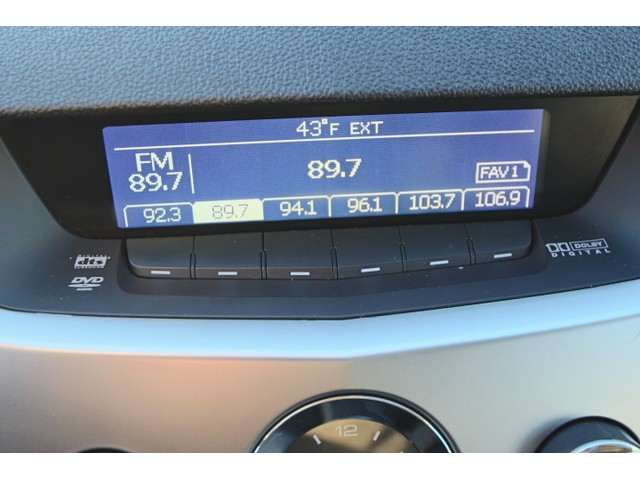 43°F EXT
FM
89.7
89.7
FAV1
92.3 89.7 94.1 96.1 103.7 106.9
dts
DVD
DOLBY
DIGITAL
12